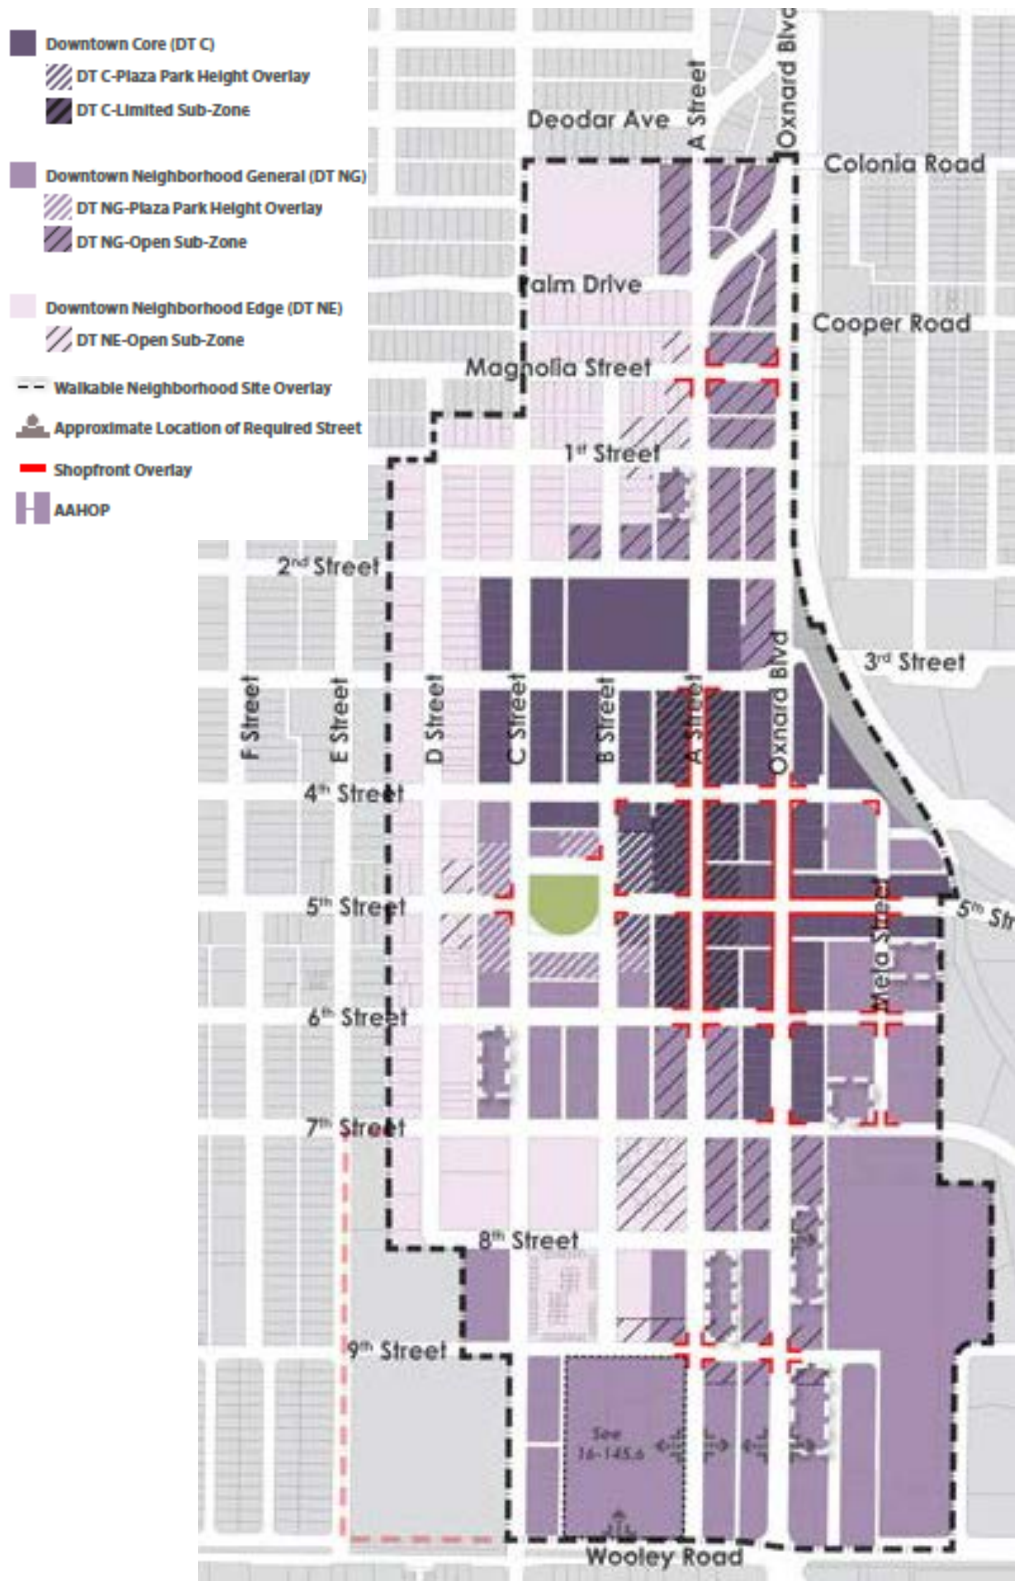 Downtown Core (DT C)
DT C-Plaza Park Height Overlay
DT C-Limited Sub-Zone
Downtown Neighborhood General (DT NG)
DT NG-Plaza Park Height Overlay
DT NG-Open Sub-Zone
Downtown Neighborhood Edge (DT NE)
DT NE-Open Sub-Zone
Walkable Neighborhood Site Overlay
Approximate Location of Required Street
Shopfront Overlay
AAHOP
Oxnard Blvd
A Street
Deodar Ave
Colonia Road
Palm Drive
Cooper Road
Magnolia Street
1st Street
2nd Street
3rd Street
F Street
E Street
D Street
C Street
B Street
A Street
Oxnard Blvd
4th Street
5th Street
5th Str
Meta Street
6th Street
7th Street
8th Street
9th Street
See
16-145.6
Wooley Road